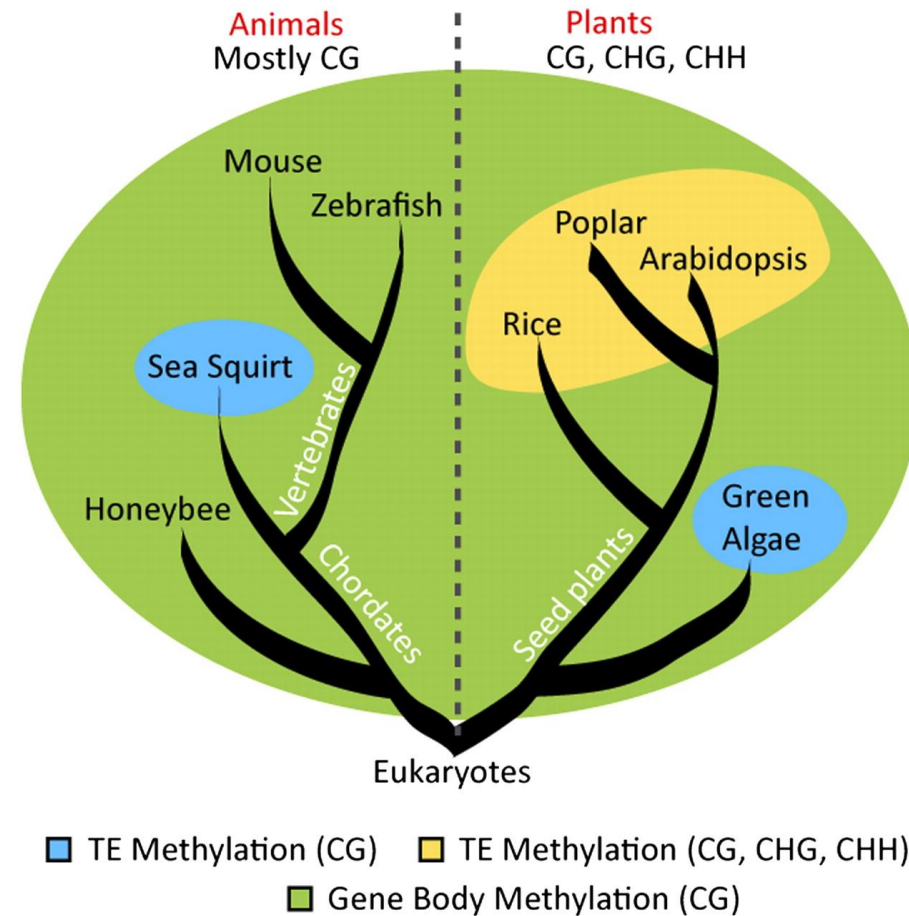 Animals
Mostly CG
Plants
CG, CHG, CHH
Mouse
Zebrafish
Poplar
Arabidopsis
Rice
Sea Squirt
Vertebrates
Honeybee
Green
Algae
Chordates
Seed plants
Eukaryotes
TE Methylation (CG)
TE Methylation (CG, CHG, CHH)
Gene Body Methylation (CG)